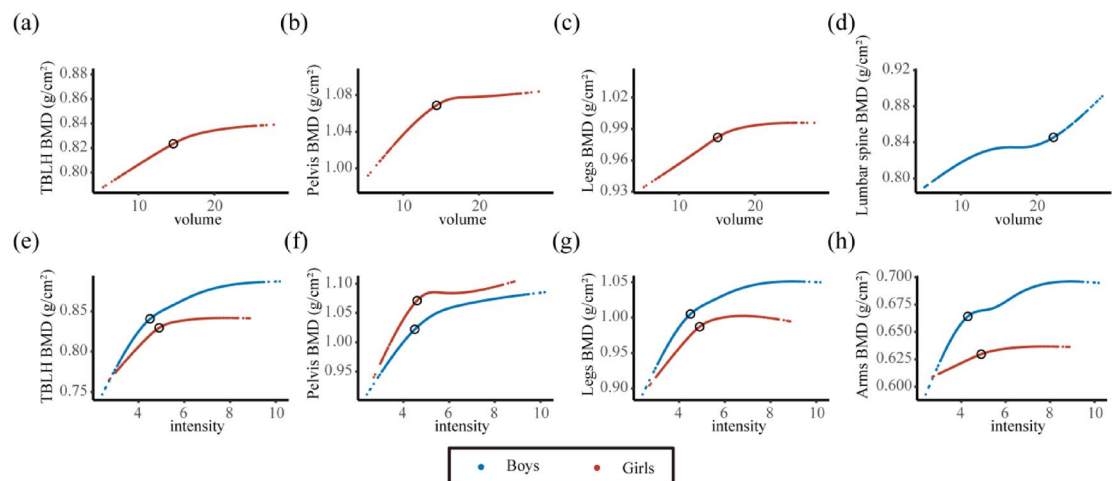 (a)
TBLH BMD (g/cm²)
0.88
0.86
0.84
0.82
0.80
10
20
volume
(b)
Pelvis BMD (g/cm²)
1.08
1.04
1.00
10
20
volume
(c)
Legs BMD (g/cm²)
1.02
0.99
0.96
0.93
10
20
volume
(d)
Lumbar spine BMD (g/cm²)
0.92
0.88
0.84
0.80
10
20
volume
(e)
TBLH BMD (g/cm²)
0.85
0.80
0.75
4
6
8
10
intensity
(f)
Pelvis BMD (g/cm²)
1.10
1.05
1.00
0.95
4
6
8
10
intensity
(g)
Legs BMD (g/cm²)
1.05
1.00
0.95
0.90
4
6
8
10
intensity
(h)
Arms BMD (g/cm²)
0.700
0.675
0.650
0.625
0.600
4
6
8
10
intensity
Boys
Girls